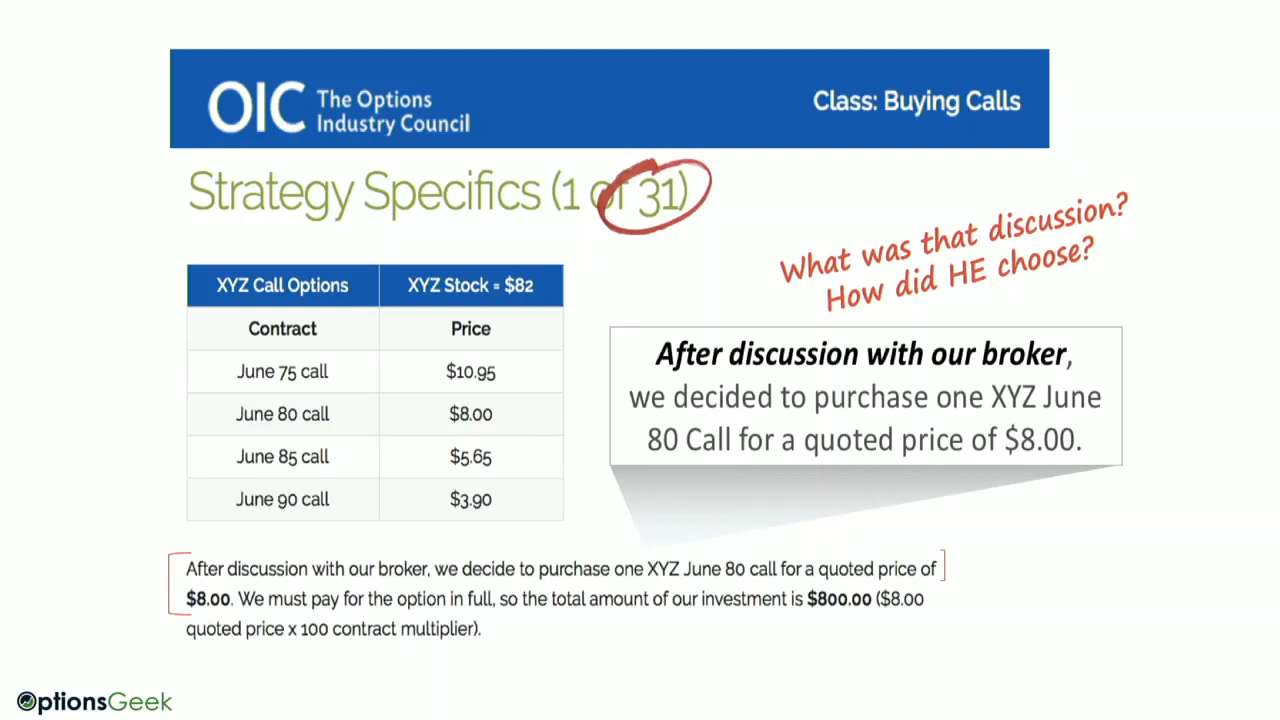 OIC The Options
Industry Council
Class: Buying Calls
Strategy Specifics (1 of 31)
What was that discussion?
How did HE choose?
XYZ Call Options XYZ Stock = $82
Contract Price
June 75 call $10.95
June 80 call $8.00
June 85 call $5.65
June 90 call $3.90
After discussion with our broker,
we decided to purchase one XYZ June
80 Call for a quoted price of $8.00.
After discussion with our broker, we decide to purchase one XYZ June 80 call for a quoted price of
$8.00. We must pay for the option in full, so the total amount of our investment is $800.00 ($8.00
quoted price x 100 contract multiplier).
OptionsGeek